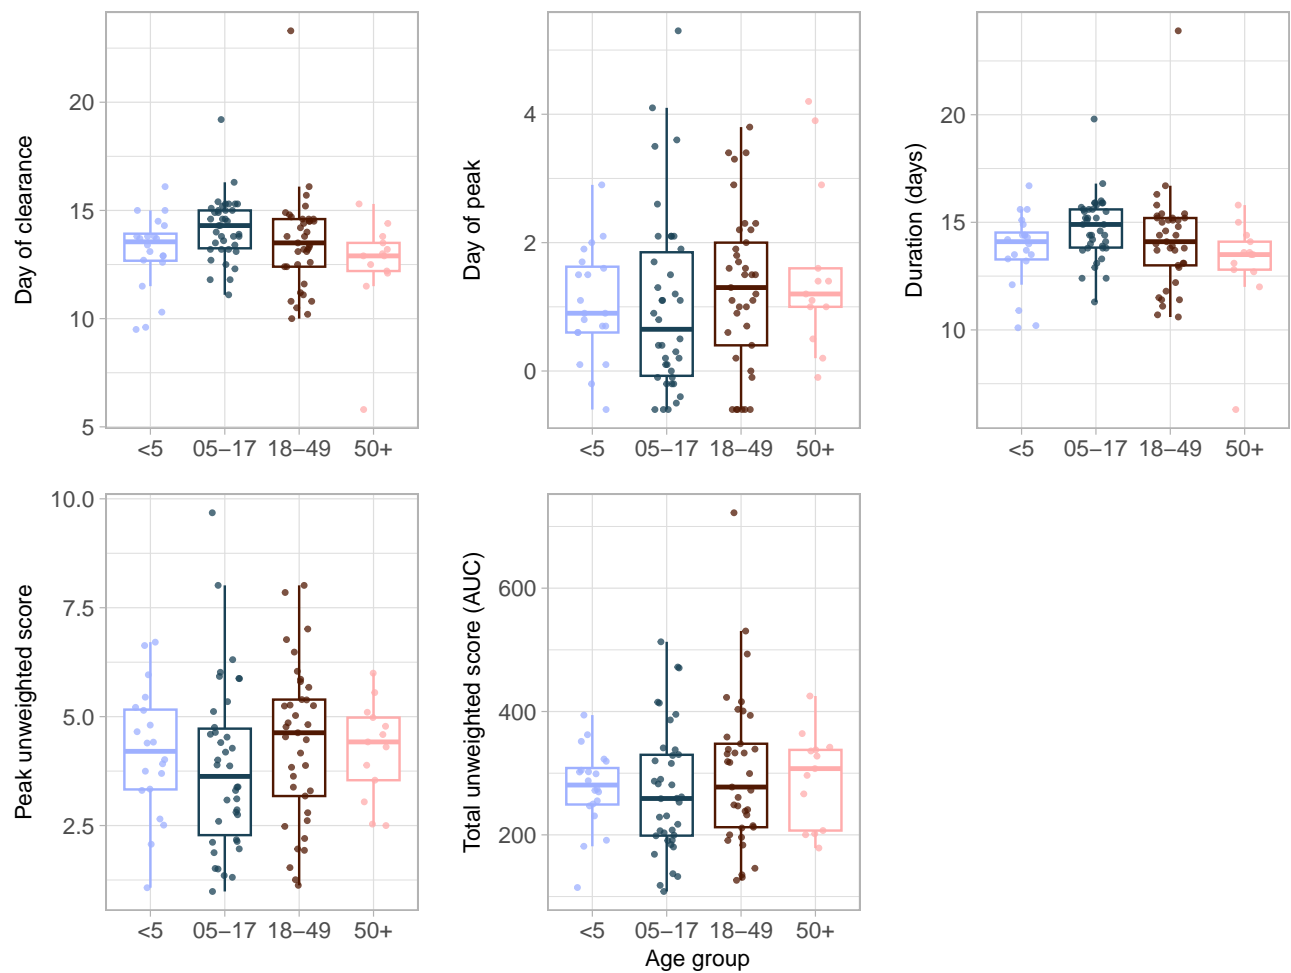 Day of clearance
20
15
10
5
<5 05–17 18–49 50+
Day of peak
4
2
0
<5 05–17 18–49 50+
Duration (days)
20
15
10
<5 05–17 18–49 50+
Peak unweighted score
10.0
7.5
5.0
2.5
<5 05–17 18–49 50+
Total unweighted score (AUC)
600
400
200
<5 05–17 18–49 50+
Age group